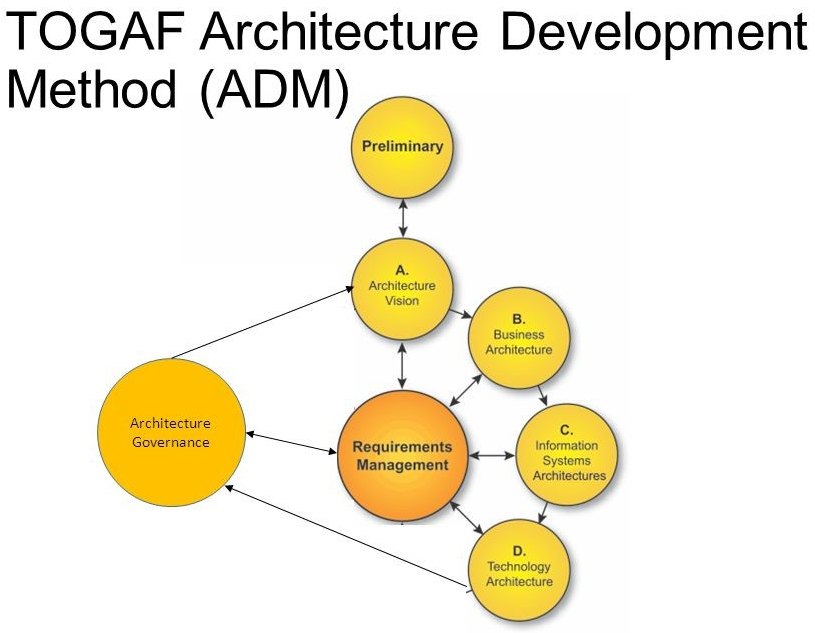 TOGAF Architecture Development
Method (ADM)
Preliminary
A.
Architecture
Vision
B.
Business
Architecture
Architecture
Governance
Requirements
Management
C.
Information
Systems
Architectures
D.
Technology
Architecture